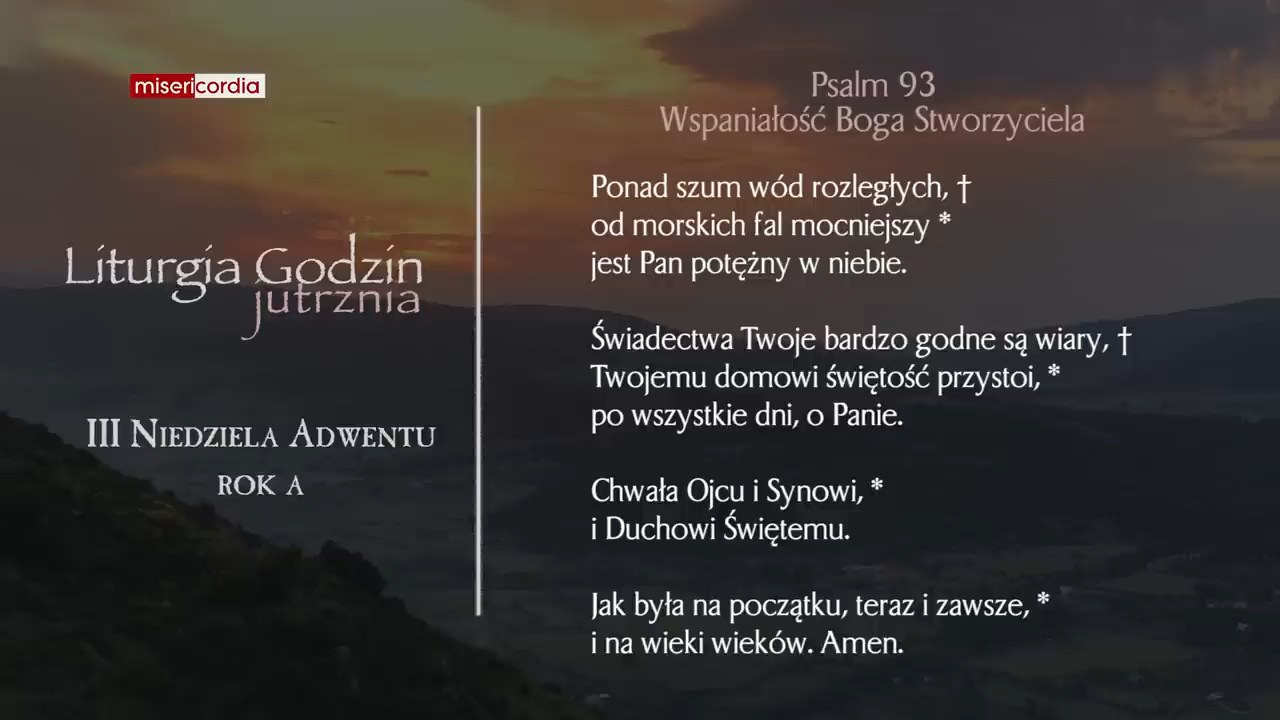 misericordia
Liturgia Godzin
jutrznia
III Niedziela Adwentu
rok A
Psalm 93
Wspaniałość Boga Stworzyciela
Ponad szum wód rozległych, †
od morskich fal mocniejszy *
jest Pan potężny w niebie.
Świadectwa Twoje bardzo godne są wiary, †
Twojemu domowi świętość przystoi, *
po wszystkie dni, o Panie.
Chwała Ojcu i Synowi, *
i Duchowi Świętemu.
Jak była na początku, teraz i zawsze, *
i na wieki wieków. Amen.